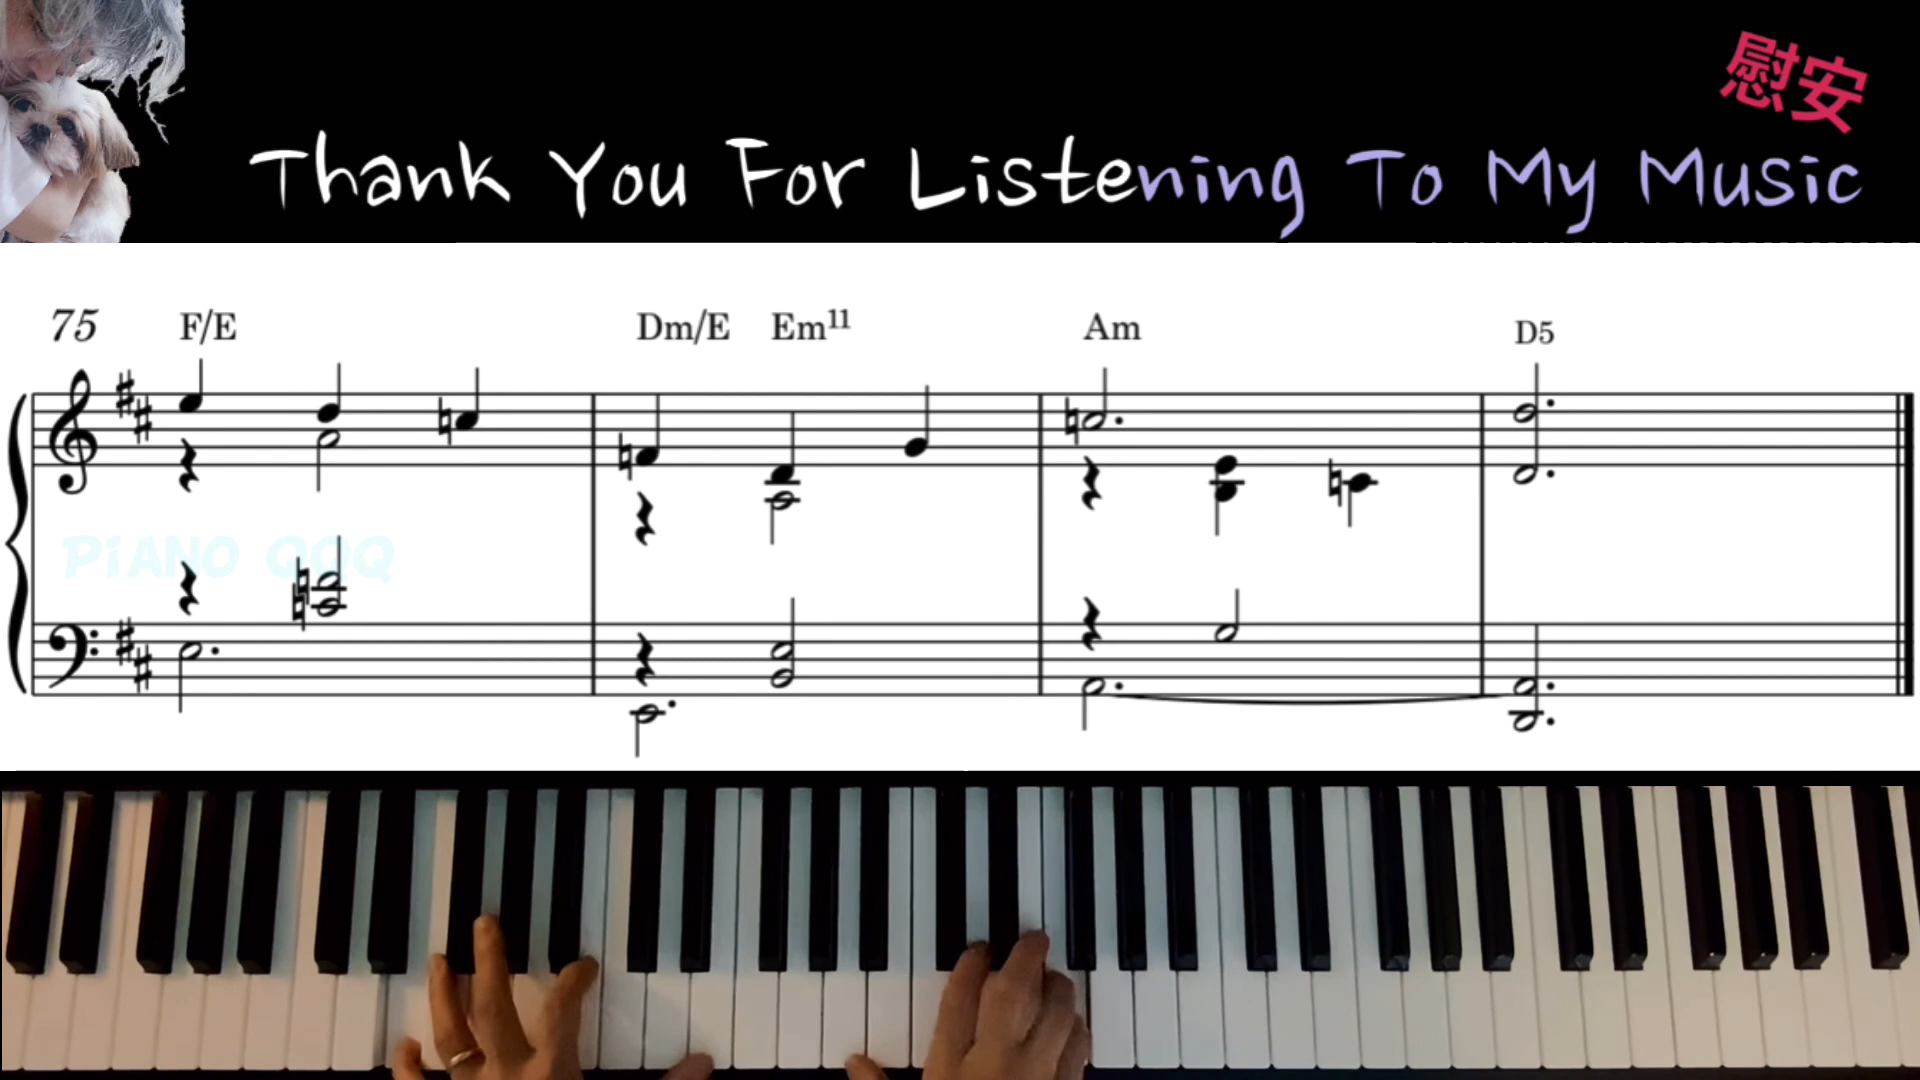 慰安
Thank You For Listening To My Music
75 F/E Dm/E Em11 Am D5
PiANO QQQ